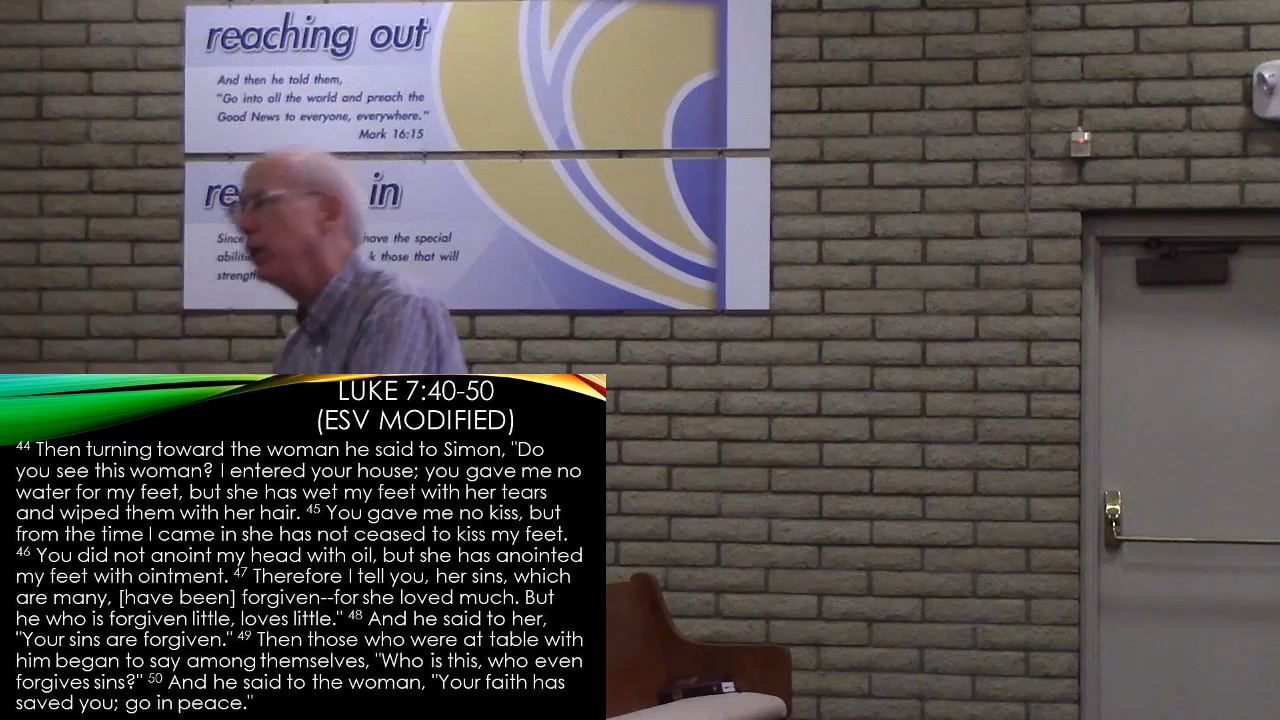 reaching out
And then he told them,
"Go into all the world and preach the
Good News to everyone, everywhere."
Mark 16:15
re in
Since have the special
those that will
LUKE 7:40-50
(ESV MODIFIED)
44 Then turning toward the woman he said to Simon, "Do
you see this woman? I entered your house; you gave me no
water for my feet, but she has wet my feet with her tears
and wiped them with her hair. 45 You gave me no kiss, but
from the time I came in she has not ceased to kiss my feet.
46 You did not anoint my head with oil, but she has anointed
my feet with ointment. 47 Therefore I tell you, her sins, which
are many, [have been] forgiven--for she loved much. But
he who is forgiven little, loves little." 48 And he said to her,
"Your sins are forgiven." 49 Then those who were at table with
him began to say among themselves, "Who is this, who even
forgives sins?" 50 And he said to the woman, "Your faith has
saved you; go in peace."